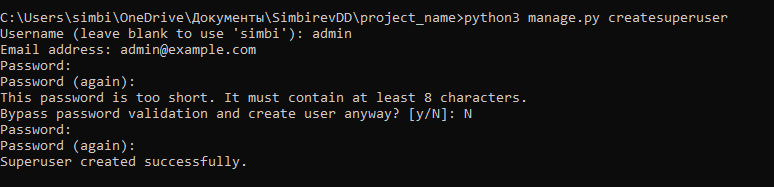 C:\Users\simbi\OneDrive\Документы\SimbirevDD\project_name>python3 manage.py createsuperuser
Username (leave blank to use 'simbi'): admin
Email address: admin@example.com
Password:
Password (again):
This password is too short. It must contain at least 8 characters.
Bypass password validation and create user anyway? [y/N]: N
Password:
Password (again):
Superuser created successfully.